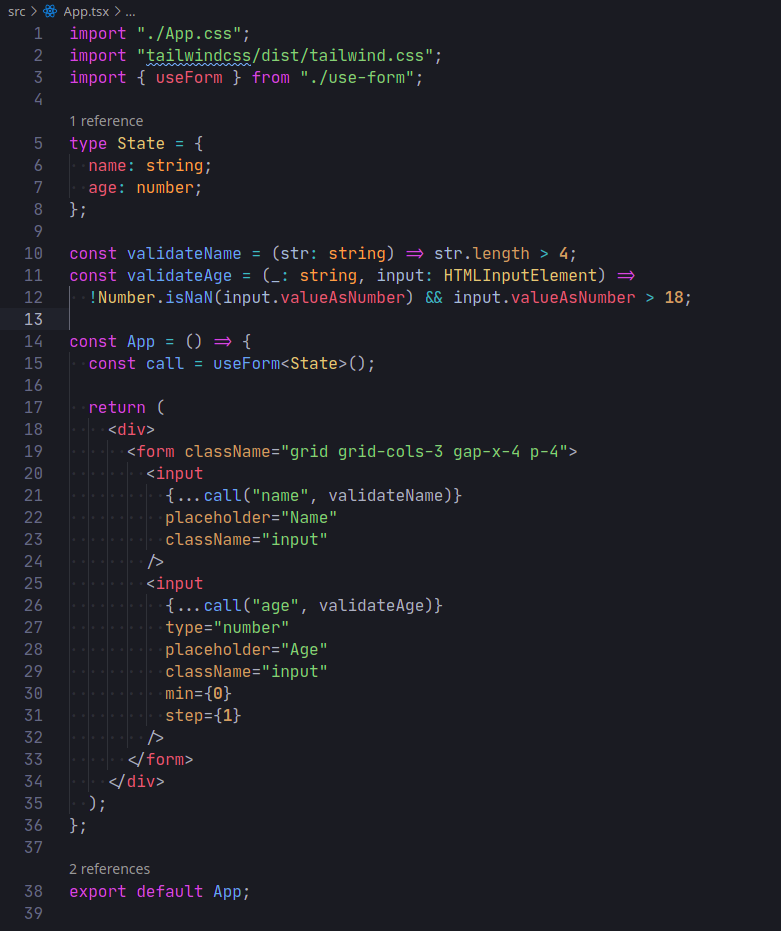 src > App.tsx > ...
1 import "./App.css";
2 import "tailwindcss/dist/tailwind.css";
3 import { useForm } from "./use-form";
4
1 reference
5 type State = {
6   name: string;
7   age: number;
8 };
9
10 const validateName = (str: string) => str.length > 4;
11 const validateAge = (_: string, input: HTMLInputElement) =>
12   !Number.isNaN(input.valueAsNumber) && input.valueAsNumber > 18;
13
14 const App = () => {
15   const call = useForm<State>();
16
17   return (
18     <div>
19       <form className="grid grid-cols-3 gap-x-4 p-4">
20         <input
21           {...call("name", validateName)}
22           placeholder="Name"
23           className="input"
24         />
25         <input
26           {...call("age", validateAge)}
27           type="number"
28           placeholder="Age"
29           className="input"
30           min={0}
31           step={1}
32         />
33       </form>
34     </div>
35   );
36 };
37
2 references
38 export default App;
39